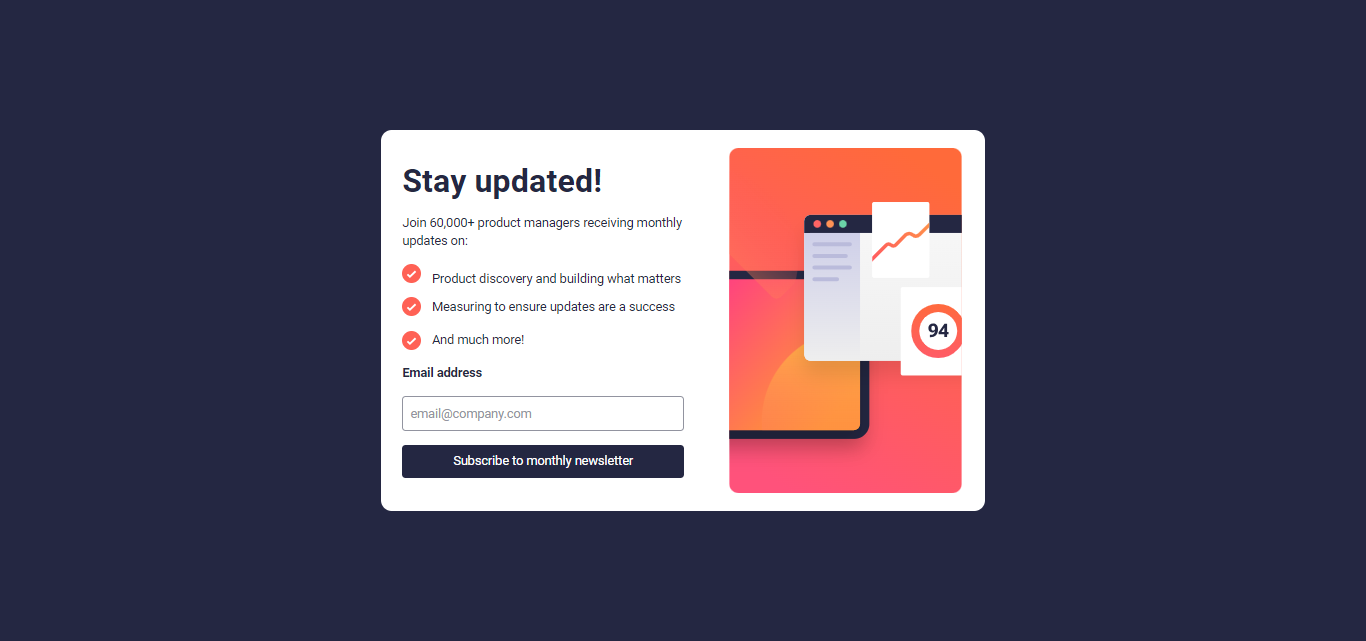 Stay updated!
Join 60,000+ product managers receiving monthly
updates on:
Product discovery and building what matters
Measuring to ensure updates are a success
And much more!
Email address
email@company.com
Subscribe to monthly newsletter
94